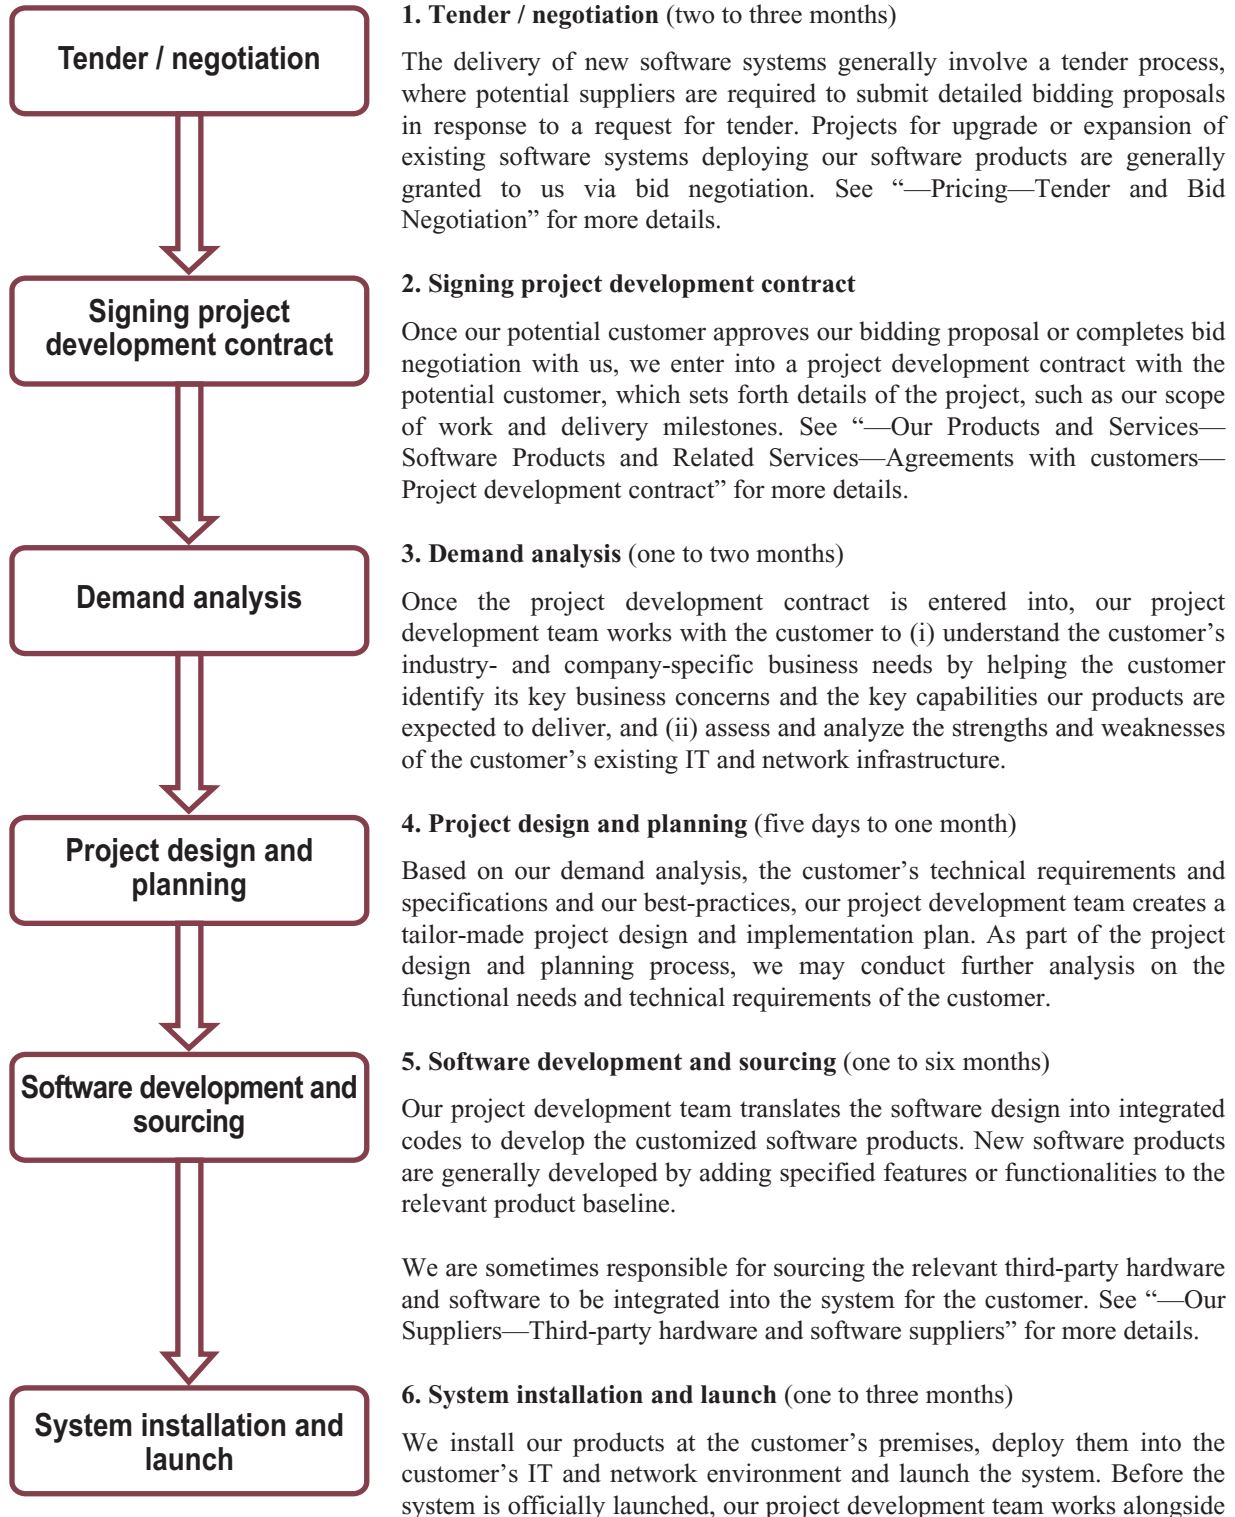 Tender / negotiation
1. Tender / negotiation (two to three months)
The delivery of new software systems generally involve a tender process,
where potential suppliers are required to submit detailed bidding proposals
in response to a request for tender. Projects for upgrade or expansion of
existing software systems deploying our software products are generally
granted to us via bid negotiation. See “—Pricing—Tender and Bid
Negotiation” for more details.
Signing project
development contract
2. Signing project development contract
Once our potential customer approves our bidding proposal or completes bid
negotiation with us, we enter into a project development contract with the
potential customer, which sets forth details of the project, such as our scope
of work and delivery milestones. See “—Our Products and Services—
Software Products and Related Services—Agreements with customers—
Project development contract” for more details.
Demand analysis
3. Demand analysis (one to two months)
Once the project development contract is entered into, our project
development team works with the customer to (i) understand the customer’s
industry- and company-specific business needs by helping the customer
identify its key business concerns and the key capabilities our products are
expected to deliver, and (ii) assess and analyze the strengths and weaknesses
of the customer’s existing IT and network infrastructure.
Project design and
planning
4. Project design and planning (five days to one month)
Based on our demand analysis, the customer’s technical requirements and
specifications and our best-practices, our project development team creates a
tailor-made project design and implementation plan. As part of the project
design and planning process, we may conduct further analysis on the
functional needs and technical requirements of the customer.
Software development and
sourcing
5. Software development and sourcing (one to six months)
Our project development team translates the software design into integrated
codes to develop the customized software products. New software products
are generally developed by adding specified features or functionalities to the
relevant product baseline.
We are sometimes responsible for sourcing the relevant third-party hardware
and software to be integrated into the system for the customer. See “—Our
Suppliers—Third-party hardware and software suppliers” for more details.
System installation and
launch
6. System installation and launch (one to three months)
We install our products at the customer’s premises, deploy them into the
customer’s IT and network environment and launch the system. Before the
system is officially launched, our project development team works alongside